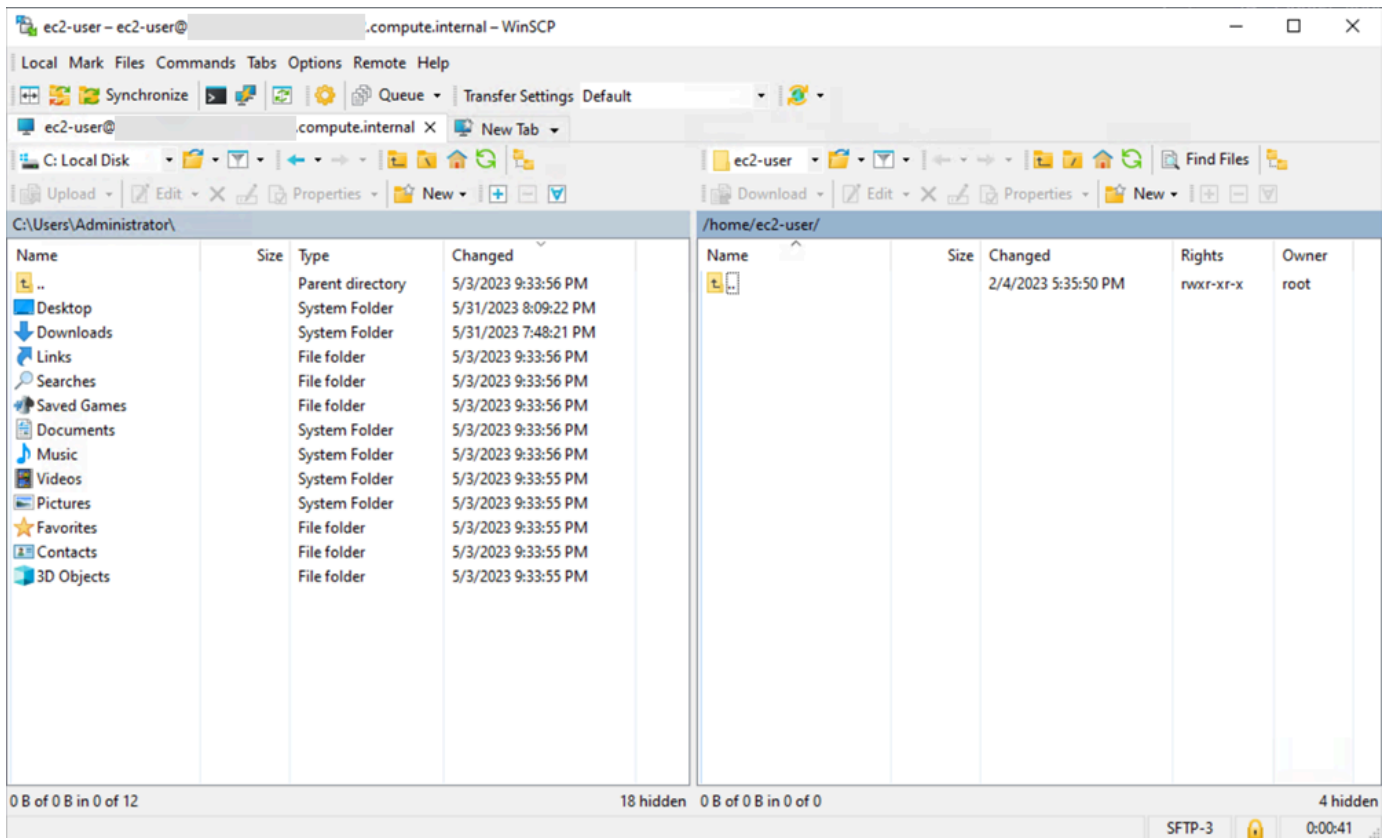 ec2-user – ec2-user@ .compute.internal – WinSCP
Local Mark Files Commands Tabs Options Remote Help
Synchronize Queue Transfer Settings Default
ec2-user@ .compute.internal New Tab
C: Local Disk
ec2-user Find Files
Upload Edit Properties New
Download Edit Properties New
C:\Users\Administrator\
Name Size Type Changed
.. Parent directory 5/3/2023 9:33:56 PM
Desktop System Folder 5/31/2023 8:09:22 PM
Downloads System Folder 5/31/2023 7:48:21 PM
Links File folder 5/3/2023 9:33:56 PM
Searches File folder 5/3/2023 9:33:56 PM
Saved Games File folder 5/3/2023 9:33:56 PM
Documents System Folder 5/3/2023 9:33:56 PM
Music System Folder 5/3/2023 9:33:56 PM
Videos System Folder 5/3/2023 9:33:55 PM
Pictures System Folder 5/3/2023 9:33:55 PM
Favorites File folder 5/3/2023 9:33:55 PM
Contacts File folder 5/3/2023 9:33:55 PM
3D Objects File folder 5/3/2023 9:33:55 PM
0 B of 0 B in 0 of 12 18 hidden
/home/ec2-user/
Name Size Changed Rights Owner
.. 2/4/2023 5:35:50 PM rwxr-xr-x root
0 B of 0 B in 0 of 0 4 hidden
SFTP-3 0:00:41